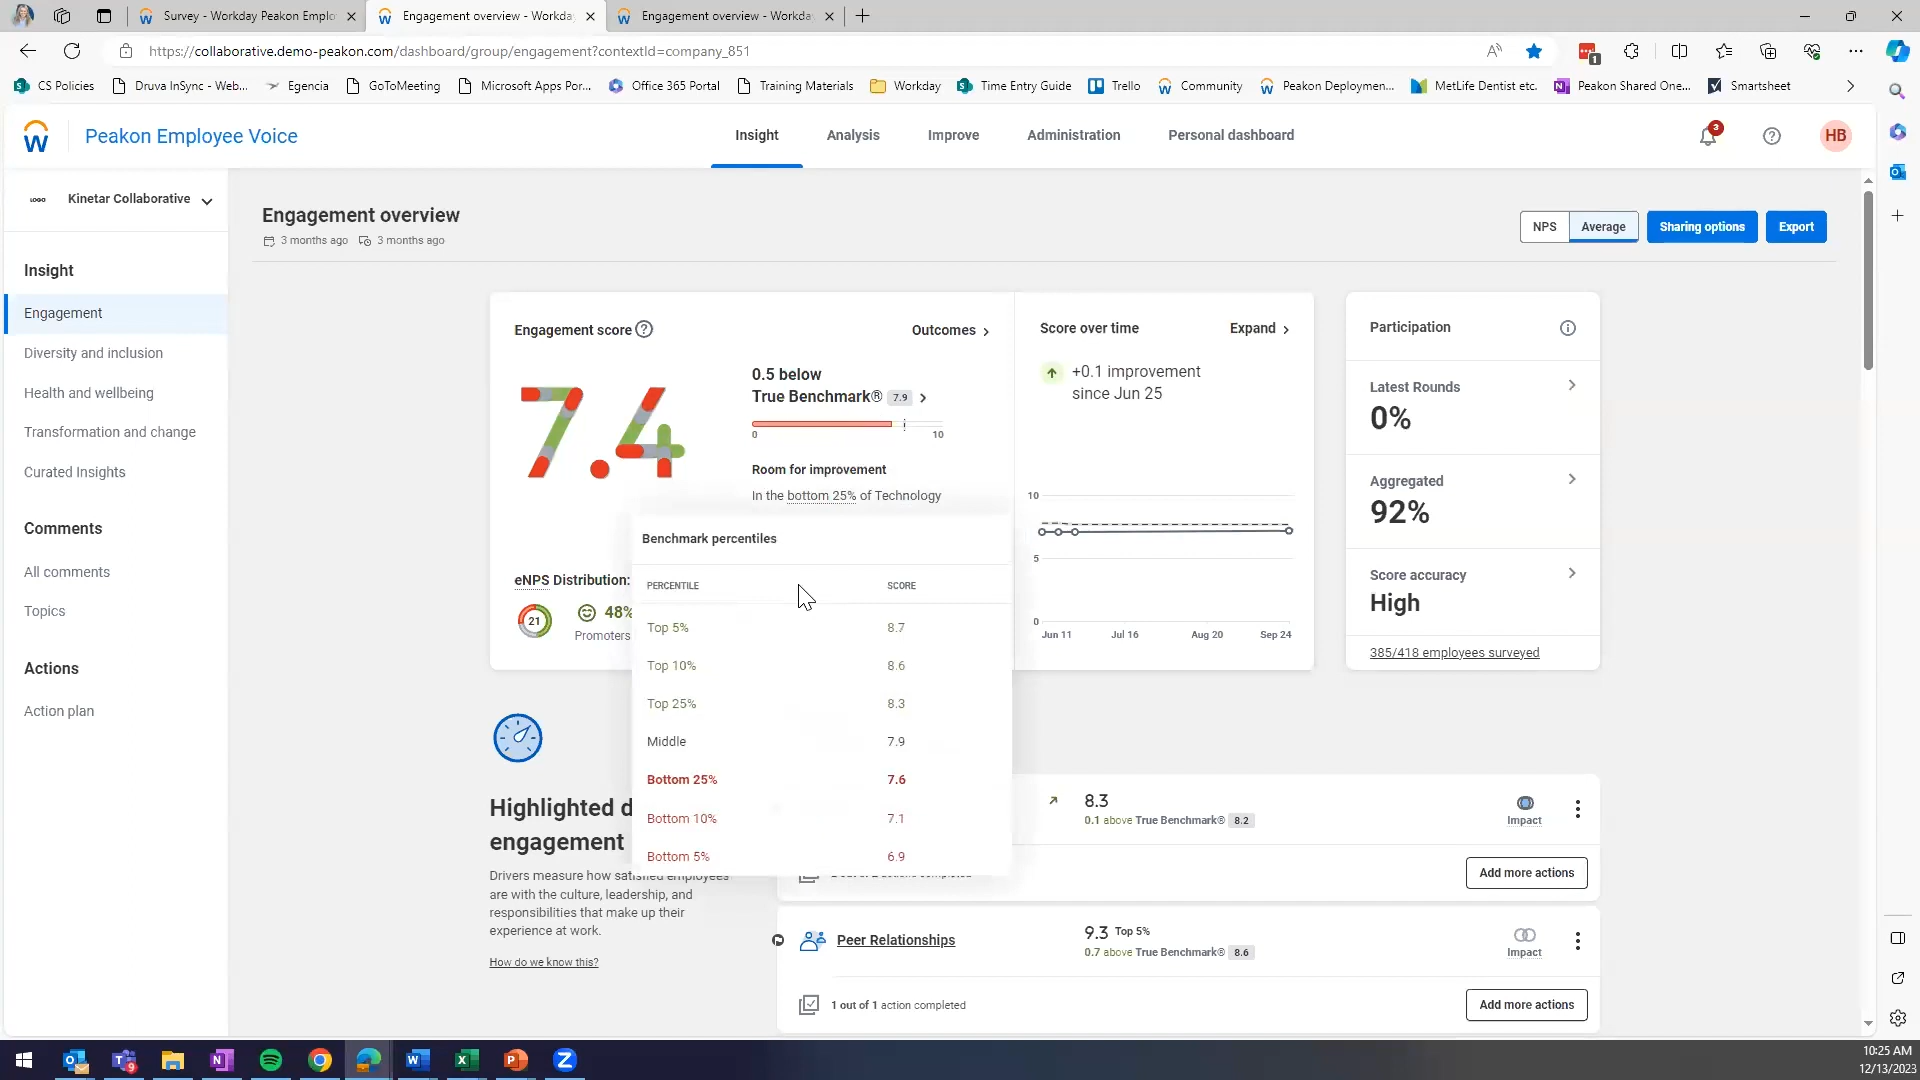 Survey - Workday Peakon Emplo
Engagement overview - Workda
Engagement overview - Workda
https://collaborative.demo-peakon.com/dashboard/group/engagement?contextId=company_851
CS Policies
Druva InSync - Web...
Egencia
GoToMeeting
Microsoft Apps Por...
Office 365 Portal
Training Materials
Workday
Time Entry Guide
Trello
Community
Peakon Deploymen...
MetLife Dentist etc.
Peakon Shared One...
Smartsheet
Peakon Employee Voice
Insight
Analysis
Improve
Administration
Personal dashboard
3
HB
LOGO
Kinetar Collaborative
Insight
Engagement
Diversity and inclusion
Health and wellbeing
Transformation and change
Curated Insights
Comments
All comments
Topics
Actions
Action plan
Engagement overview
3 months ago
3 months ago
NPS
Average
Sharing options
Export
Engagement score
Outcomes
7.4
0.5 below
True Benchmark® 7.9
0
10
Room for improvement
In the bottom 25% of Technology
eNPS Distribution:
21
48%
Promoters
Benchmark percentiles
PERCENTILE SCORE
Top 5% 8.7
Top 10% 8.6
Top 25% 8.3
Middle 7.9
Bottom 25% 7.6
Bottom 10% 7.1
Bottom 5% 6.9
Score over time
Expand
+0.1 improvement
since Jun 25
10
5
0
Jun 11
Jul 16
Aug 20
Sep 24
Participation
Latest Rounds
0%
Aggregated
92%
Score accuracy
High
385/418 employees surveyed
Highlighted d
engagement
Drivers measure how satisfied employees
are with the culture, leadership, and
responsibilities that make up their
experience at work.
How do we know this?
8.3
0.1 above True Benchmark® 8.2
Impact
Add more actions
Peer Relationships
9.3 Top 5%
0.7 above True Benchmark® 8.6
Impact
1 out of 1 action completed
Add more actions
10:25 AM
12/13/2023